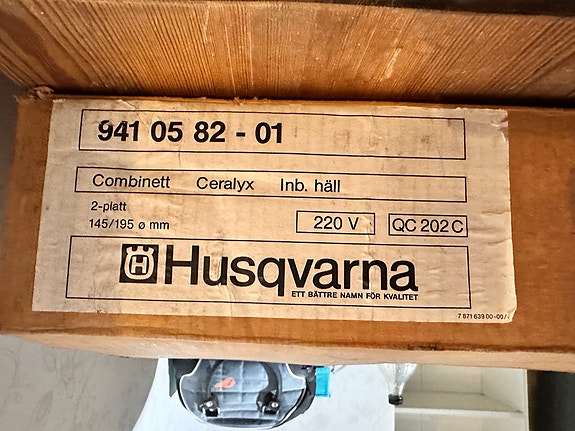 941 05 82 - 01
Combinett Ceralyx Inb. häll
2-platt
145/195 ø mm
220 V
QC 202 C
Husqvarna
ETT BÄTTRE NAMN FÖR KVALITET